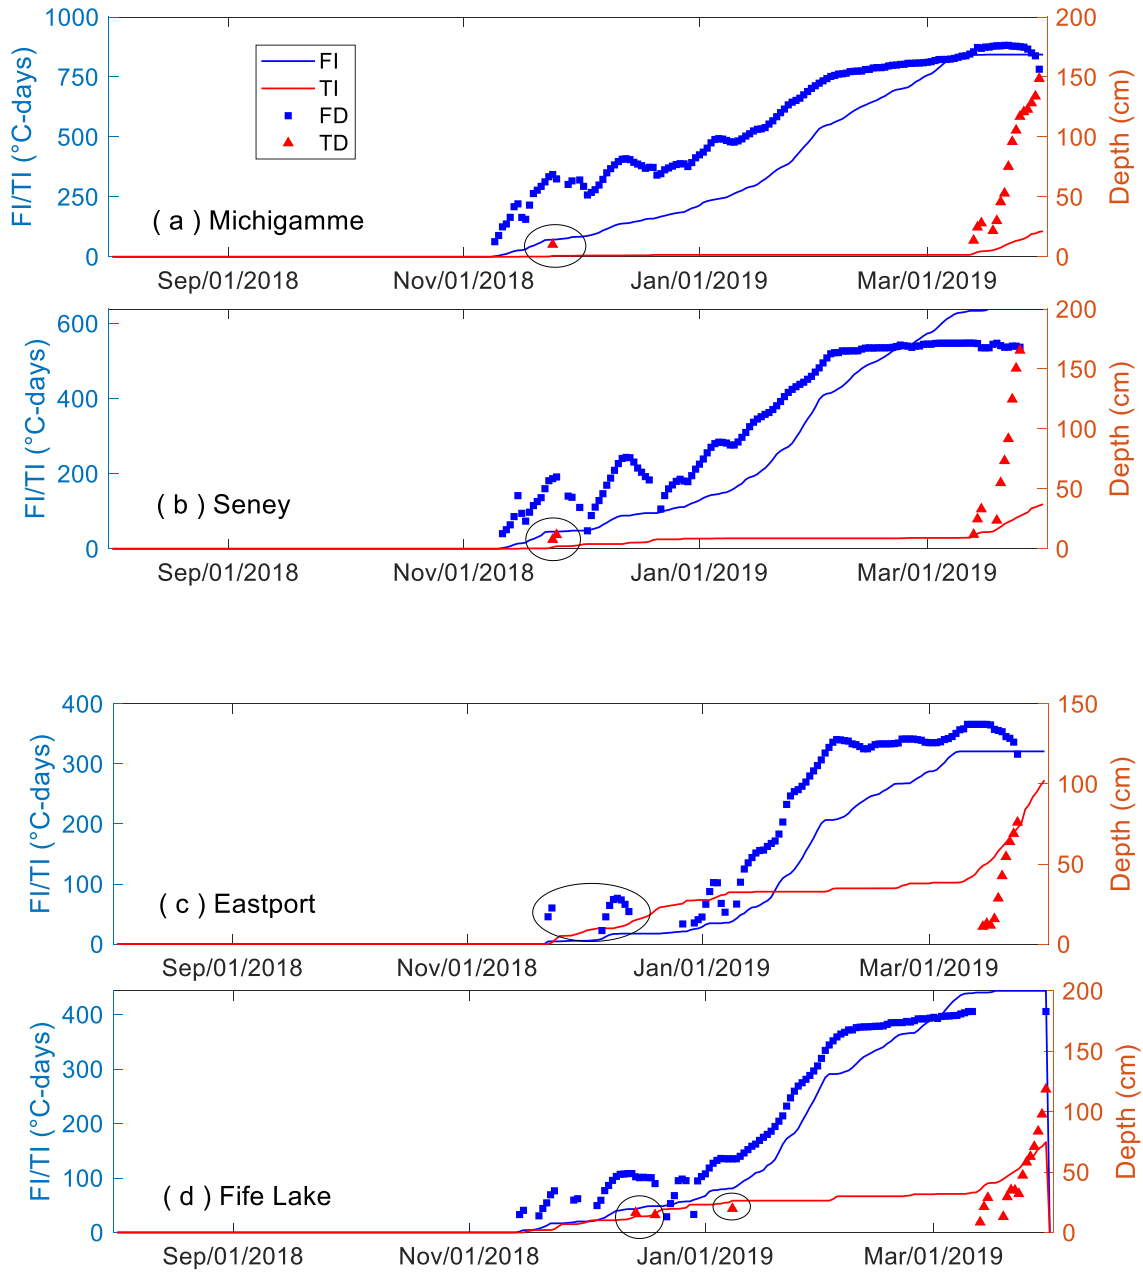 1000
750
500
250
0
FI/TI (°C-days)
200
150
100
50
0
Depth (cm)
FI
TI
FD
TD
( a ) Michigamme
Sep/01/2018
Nov/01/2018
Jan/01/2019
Mar/01/2019
600
400
200
0
FI/TI (°C-days)
200
150
100
50
0
Depth (cm)
( b ) Seney
Sep/01/2018
Nov/01/2018
Jan/01/2019
Mar/01/2019
400
300
200
100
0
FI/TI (°C-days)
150
100
50
0
Depth (cm)
( c ) Eastport
Sep/01/2018
Nov/01/2018
Jan/01/2019
Mar/01/2019
400
300
200
100
0
FI/TI (°C-days)
200
150
100
50
0
Depth (cm)
( d ) Fife Lake
Sep/01/2018
Nov/01/2018
Jan/01/2019
Mar/01/2019